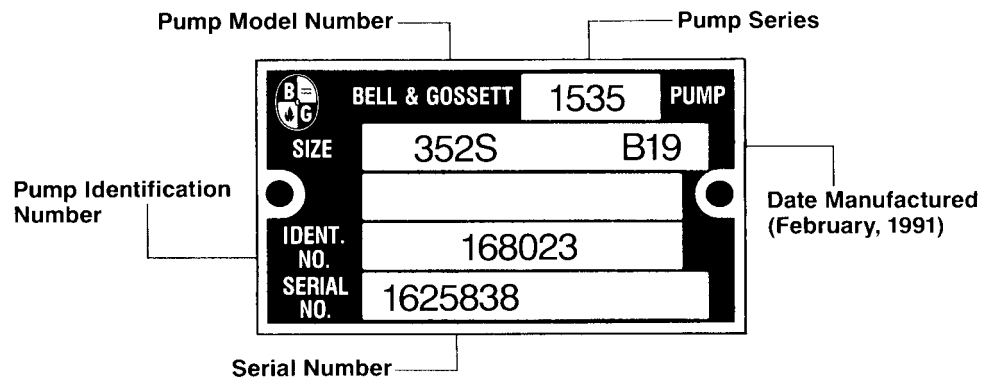 Pump Model Number
Pump Series
B G
BELL & GOSSETT 1535 PUMP
SIZE 352S B19
Pump Identification
Number
Date Manufactured
(February, 1991)
IDENT.
NO. 168023
SERIAL
NO. 1625838
Serial Number